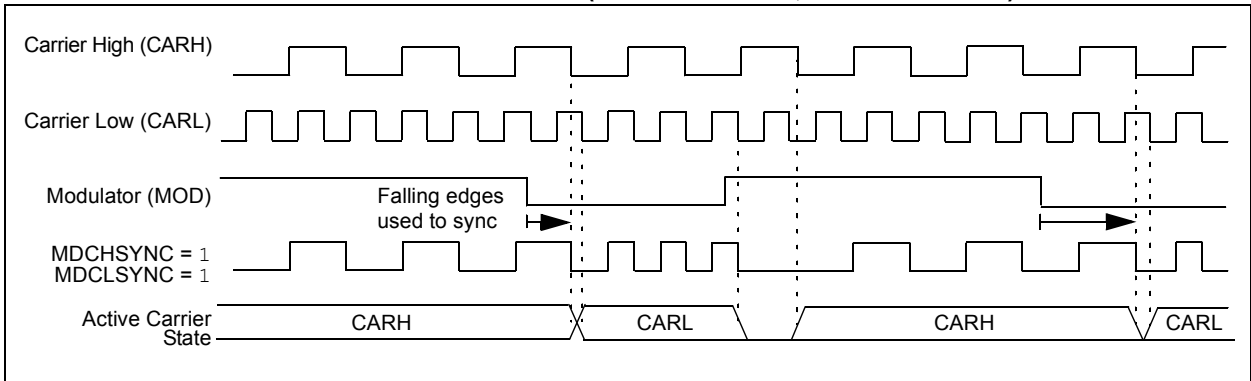 Carrier High (CARH)
Carrier Low (CARL)
Modulator (MOD)
Falling edges
used to sync
MDCHSYNC = 1
MDCLSYNC = 1
Active Carrier
State
CARH
CARL
CARH
CARL